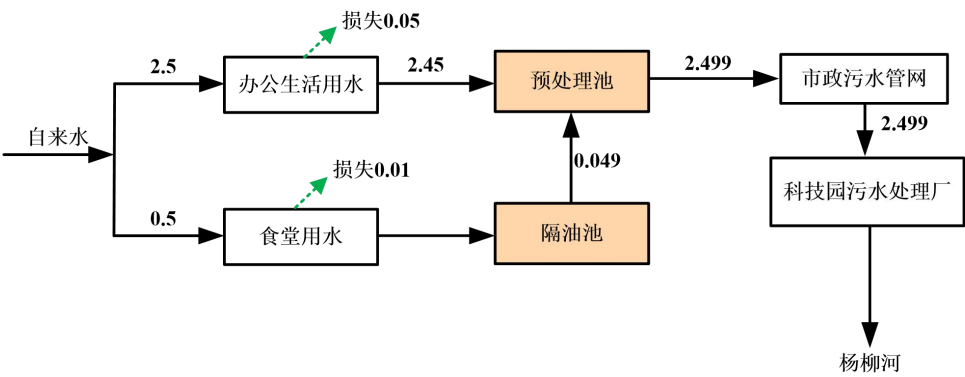 损失0.05
2.5
办公生活用水
2.45
预处理池
2.499
市政污水管网
自来水
2.499
损失0.01
0.049
科技园污水处理厂
0.5
食堂用水
隔油池
杨柳河